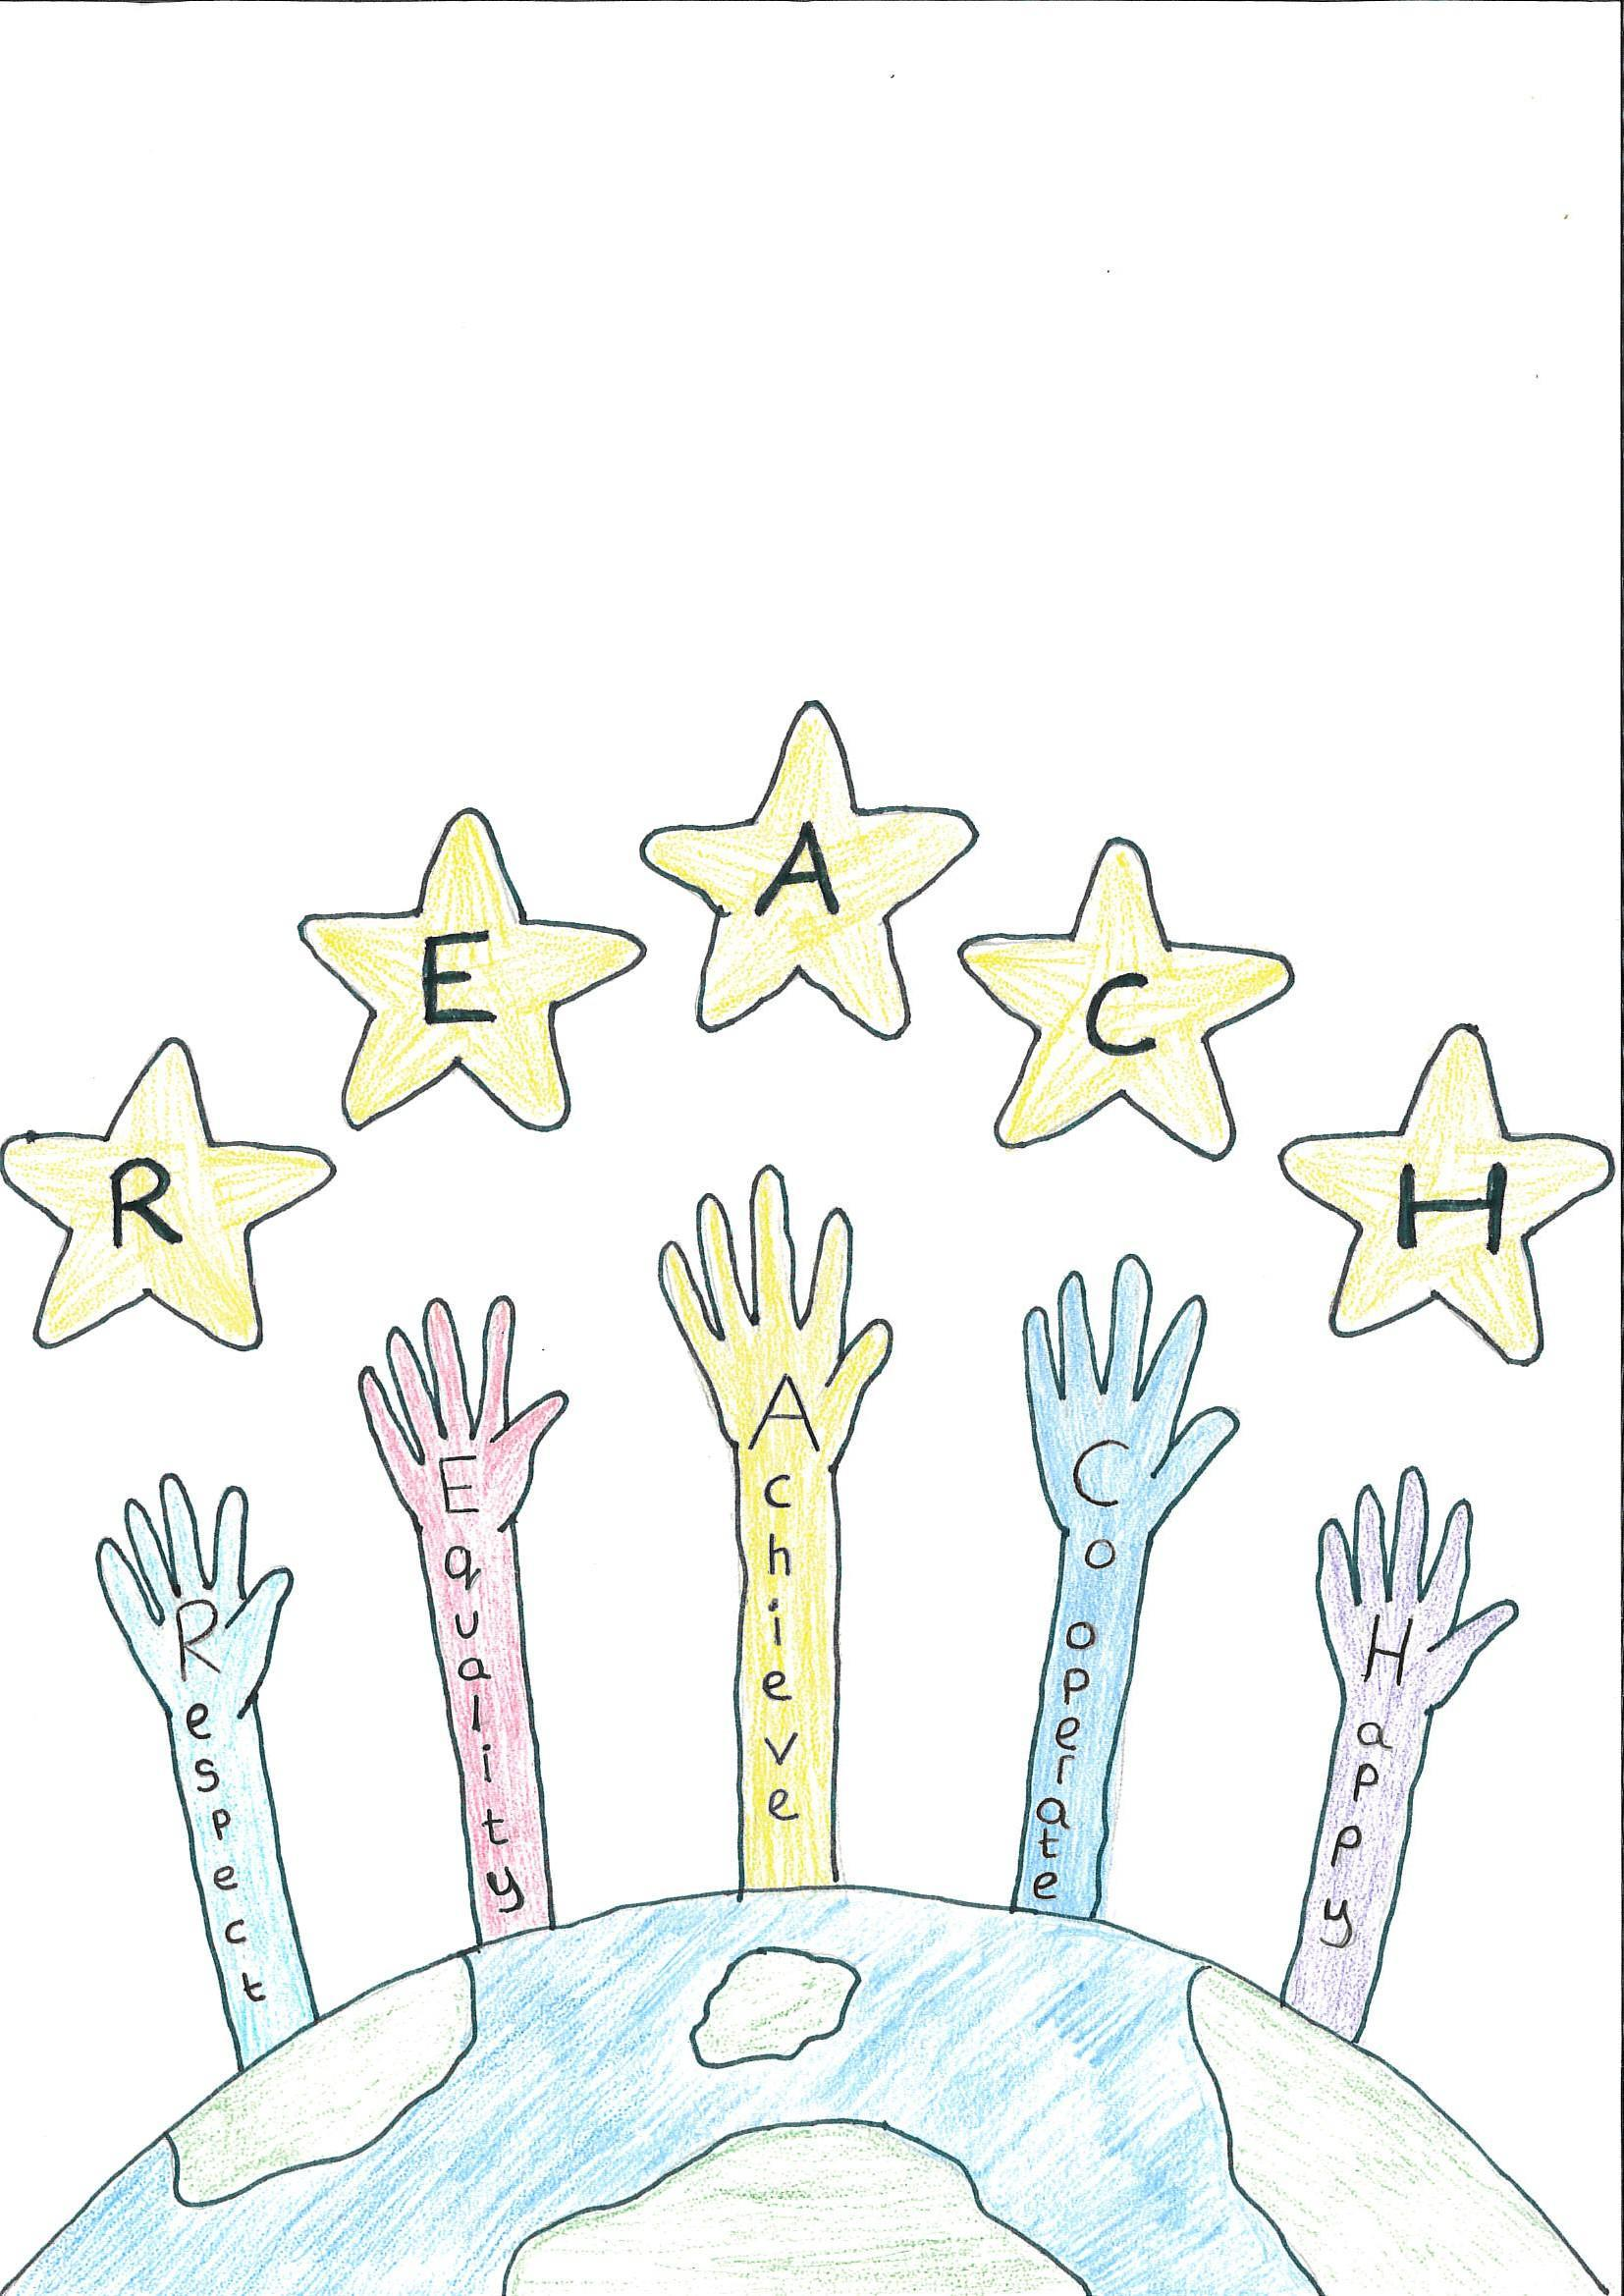 R E A C H
Respect
Equality
Achieve
Co operate
Happy